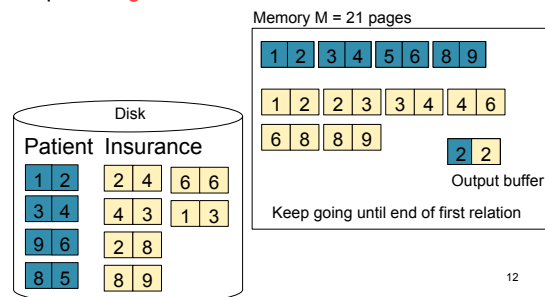 Memory M = 21 pages
1 2 3 4 5 6 8 9
1 2 2 3 3 4 4 6
6 8 8 9
2 2
Output buffer
Keep going until end of first relation
Disk
Patient Insurance
1 2 2 4 6 6
3 4 4 3 1 3
9 6 2 8
8 5 8 9
12